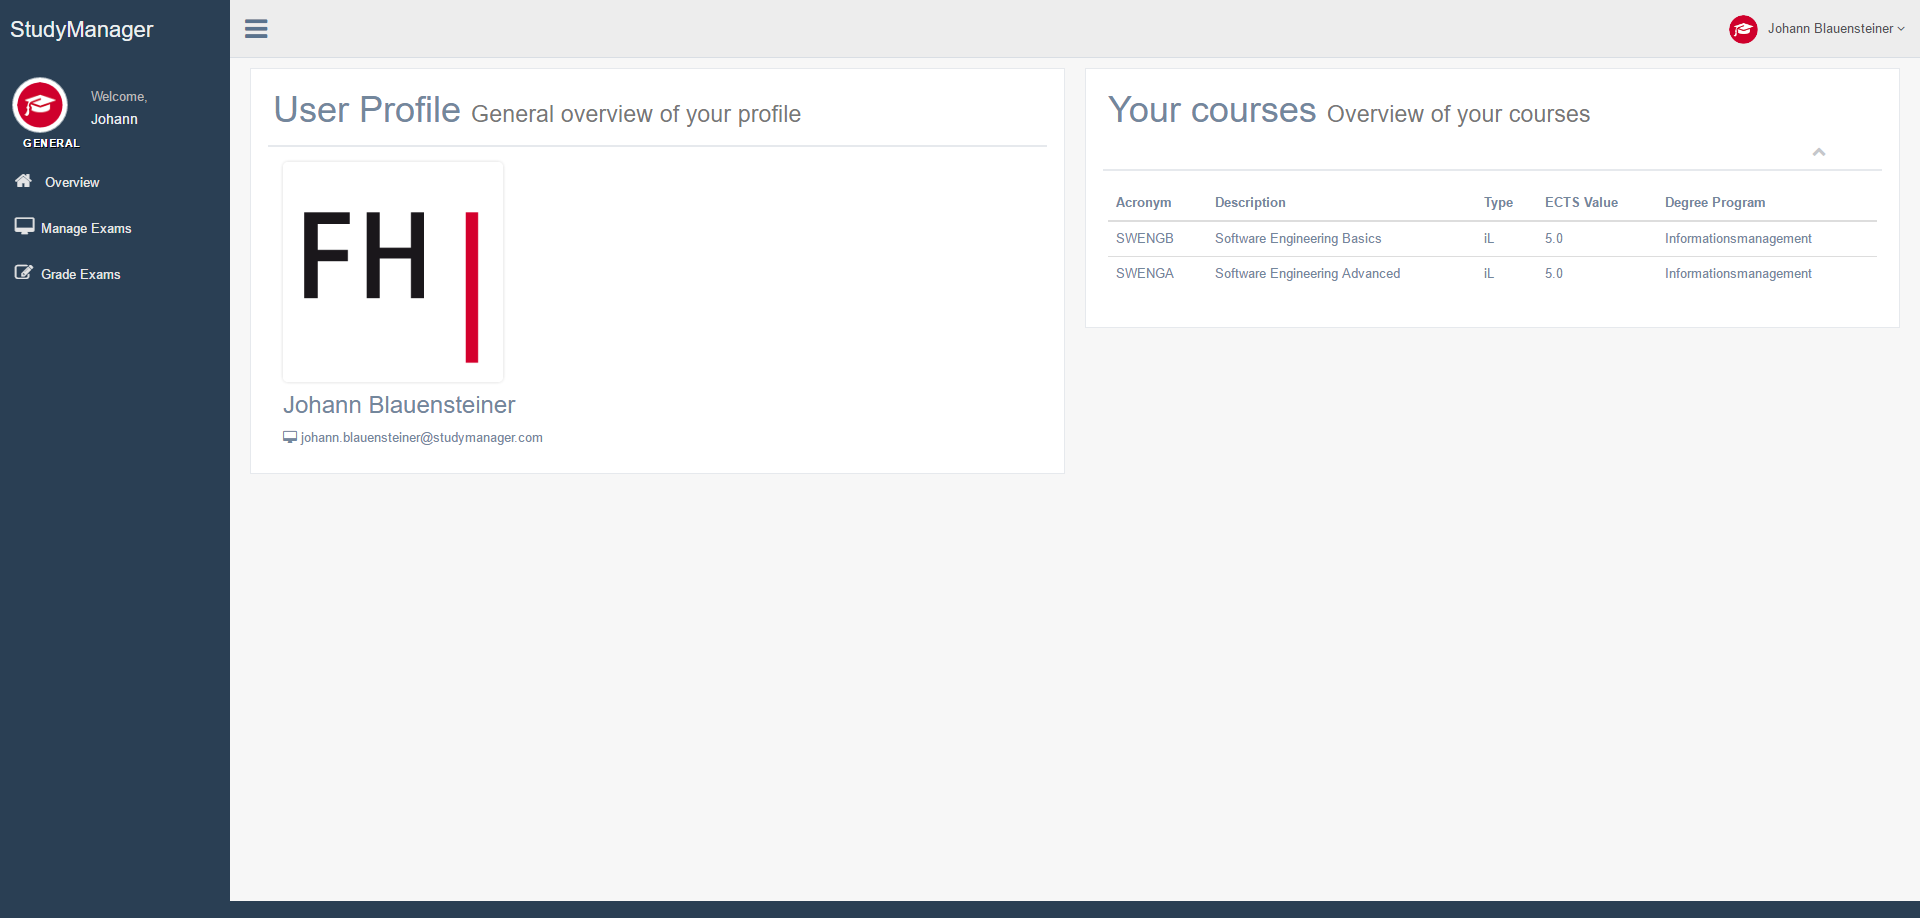 StudyManager
Johann Blauensteiner
Welcome,
Johann
GENERAL
Overview
Manage Exams
Grade Exams
User Profile General overview of your profile
FH
Johann Blauensteiner
johann.blauensteiner@studymanager.com
Your courses Overview of your courses
Acronym Description Type ECTS Value Degree Program
SWENGB Software Engineering Basics iL 5.0 Informationsmanagement
SWENGA Software Engineering Advanced iL 5.0 Informationsmanagement